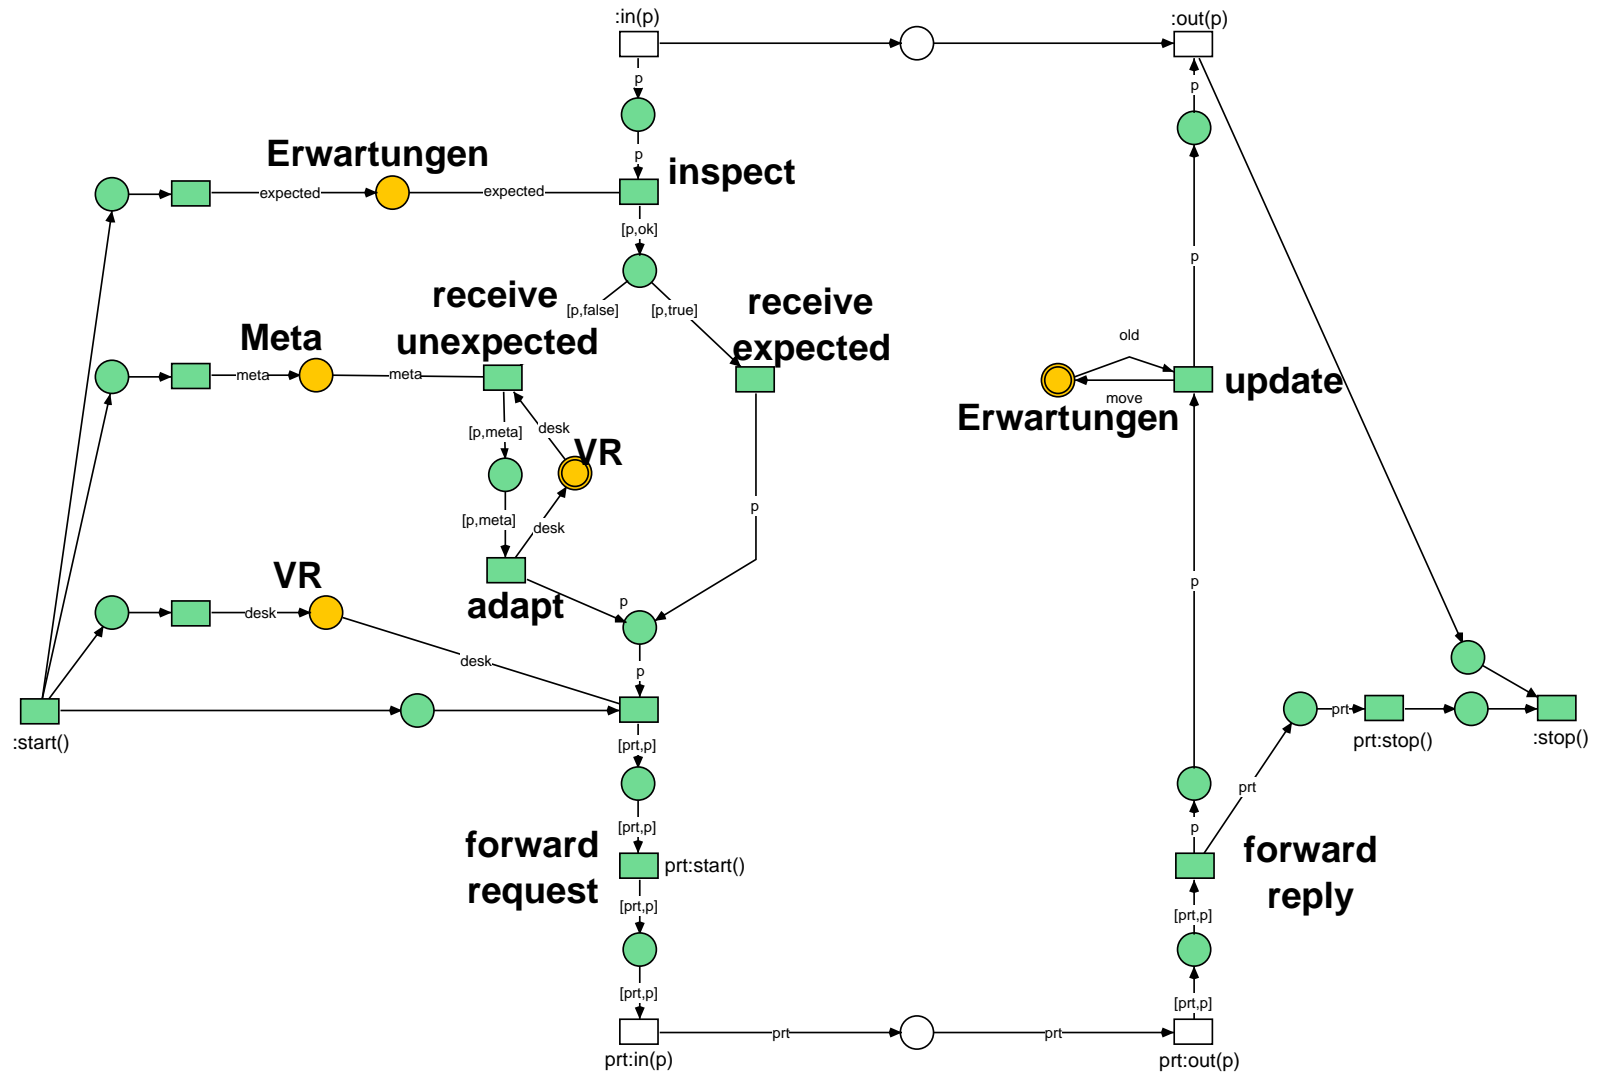 :in(p)
:out(p)
p
p
Erwartungen
p
inspect
expected
expected
[p,ok]
p
receive
unexpected
[p,false]
[p,true]
receive
expected
old
Meta
meta
meta
move
update
Erwartungen
[p,meta]
desk
VR
[p,meta]
desk
p
VR
desk
adapt
p
p
desk
p
:start()
[prt,p]
prt
prt:stop()
:stop()
prt
[prt,p]
p
forward
request
prt:start()
forward
reply
[prt,p]
[prt,p]
[prt,p]
[prt,p]
prt
prt
prt:in(p)
prt:out(p)